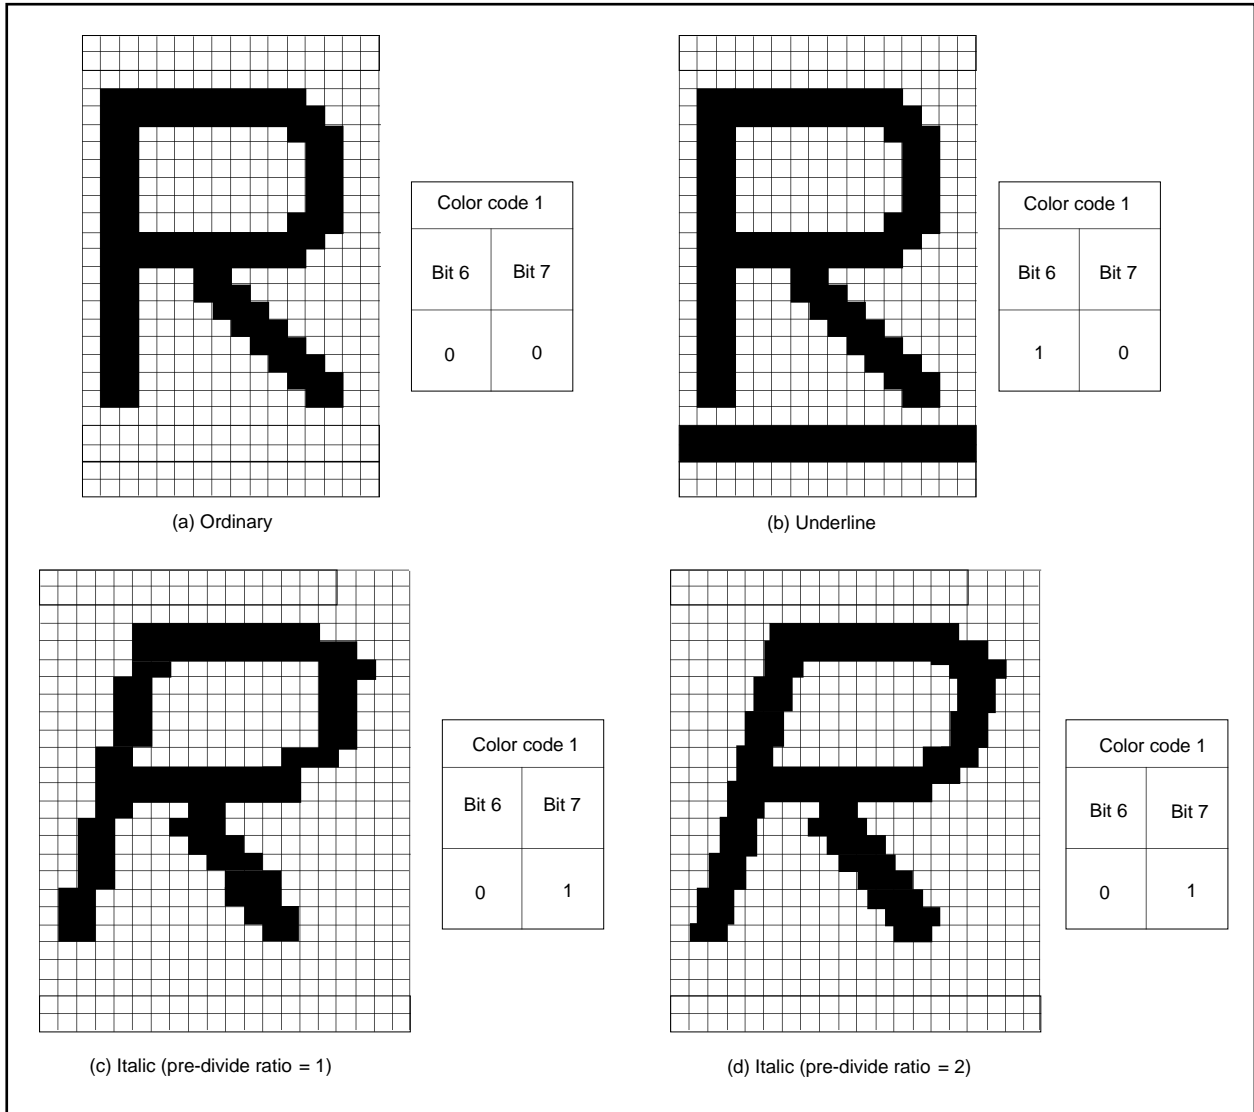 Color code 1
Bit 6 Bit 7
0 0
(a) Ordinary
Color code 1
Bit 6 Bit 7
1 0
(b) Underline
Color code 1
Bit 6 Bit 7
0 1
(c) Italic (pre-divide ratio = 1)
Color code 1
Bit 6 Bit 7
0 1
(d) Italic (pre-divide ratio = 2)